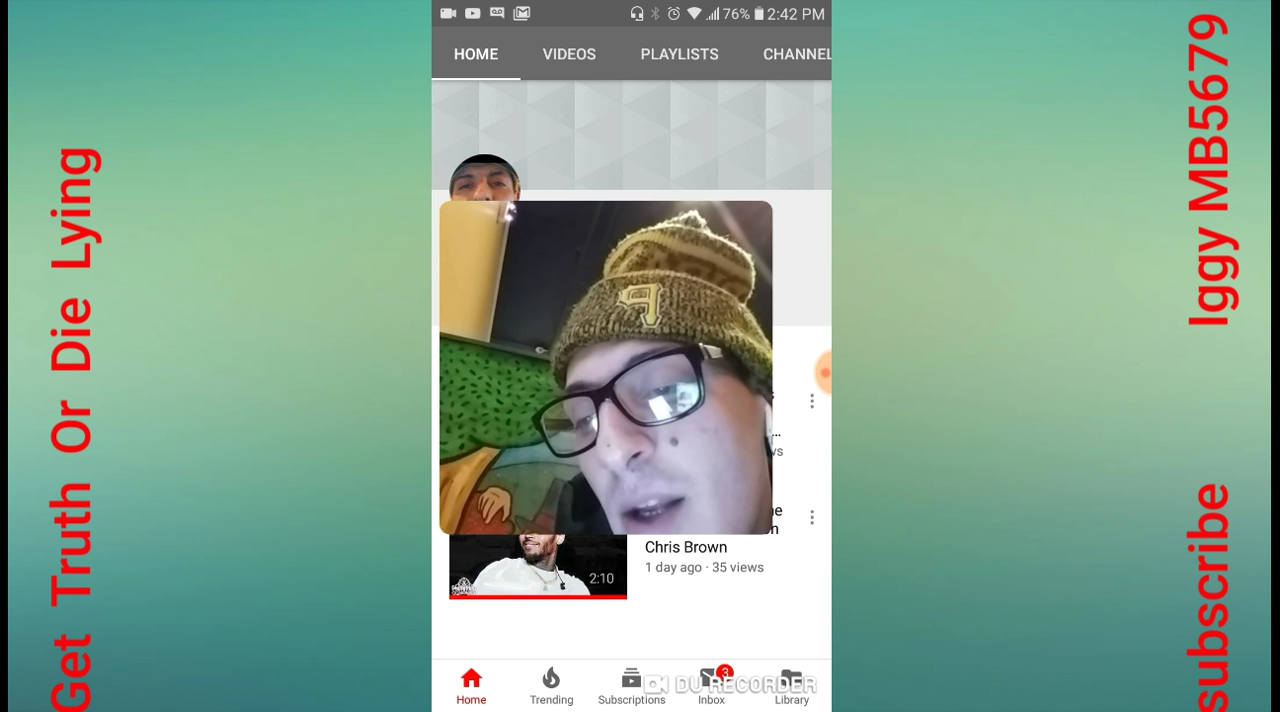 76% 2:42 PM
HOME VIDEOS PLAYLISTS CHANNEL
P
Chris Brown
1 day ago · 35 views
2:10
Home Trending Subscriptions Inbox Library
3
DU RECORDER
Get Truth Or Die Lying
Iggy MB5679
subscribe